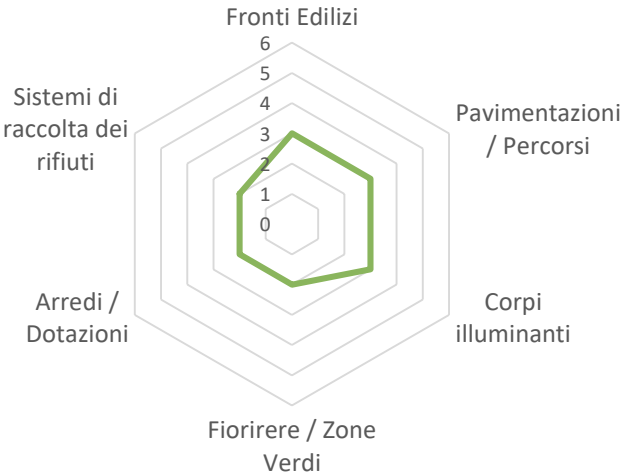 Fronti Edilizi
6
5
4
3
2
1
0
Pavimentazioni
/ Percorsi
Corpi
illuminanti
Fiorirere / Zone
Verdi
Arredi /
Dotazioni
Sistemi di
raccolta dei
rifiuti